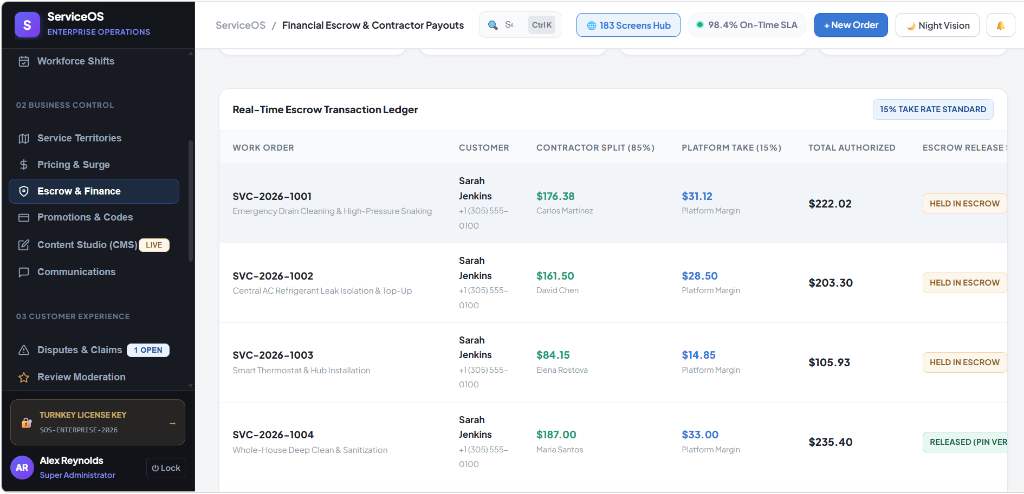 S
ServiceOS
ENTERPRISE OPERATIONS
Workforce Shifts
02 BUSINESS CONTROL
Service Territories
Pricing & Surge
Escrow & Finance
Promotions & Codes
Content Studio (CMS) LIVE
Communications
03 CUSTOMER EXPERIENCE
Disputes & Claims 1 OPEN
Review Moderation
TURNKEY LICENSE KEY
SOS-ENTERPRISE-2026
→
AR
Alex Reynolds
Super Administrator
Lock
ServiceOS / Financial Escrow & Contractor Payouts
Ctrl K
183 Screens Hub
98.4% On-Time SLA
+ New Order
Night Vision
Real-Time Escrow Transaction Ledger
15% TAKE RATE STANDARD
WORK ORDER CUSTOMER CONTRACTOR SPLIT (85%) PLATFORM TAKE (15%) TOTAL AUTHORIZED ESCROW RELEASE
SVC-2026-1001
Emergency Drain Cleaning & High-Pressure Snaking
Sarah
Jenkins
+1 (305) 555-
0100
$176.38
Carlos Martinez
$31.12
Platform Margin
$222.02
HELD IN ESCROW
SVC-2026-1002
Central AC Refrigerant Leak Isolation & Top-Up
Sarah
Jenkins
+1 (305) 555-
0100
$161.50
David Chen
$28.50
Platform Margin
$203.30
HELD IN ESCROW
SVC-2026-1003
Smart Thermostat & Hub Installation
Sarah
Jenkins
+1 (305) 555-
0100
$84.15
Elena Rostova
$14.85
Platform Margin
$105.93
HELD IN ESCROW
SVC-2026-1004
Whole-House Deep Clean & Sanitization
Sarah
Jenkins
+1 (305) 555-
0100
$187.00
Maria Santos
$33.00
Platform Margin
$235.40
RELEASED (PIN VER